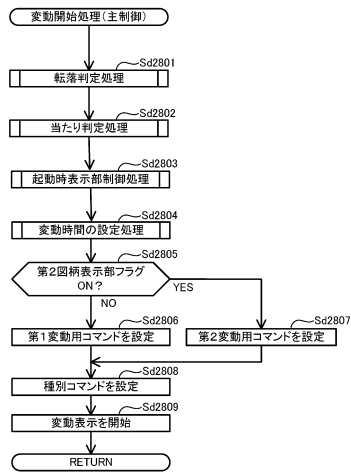 変動開始処理(主制御)
Sd2801
転落判定処理
Sd2802
当たり判定処理
Sd2803
起動時表示部制御処理
Sd2804
変動時間の設定処理
Sd2805
第2図柄表示部フラグ
ON?
YES
NO
Sd2806
第1変動用コマンドを設定
Sd2807
第2変動用コマンドを設定
Sd2808
種別コマンドを設定
Sd2809
変動表示を開始
RETURN